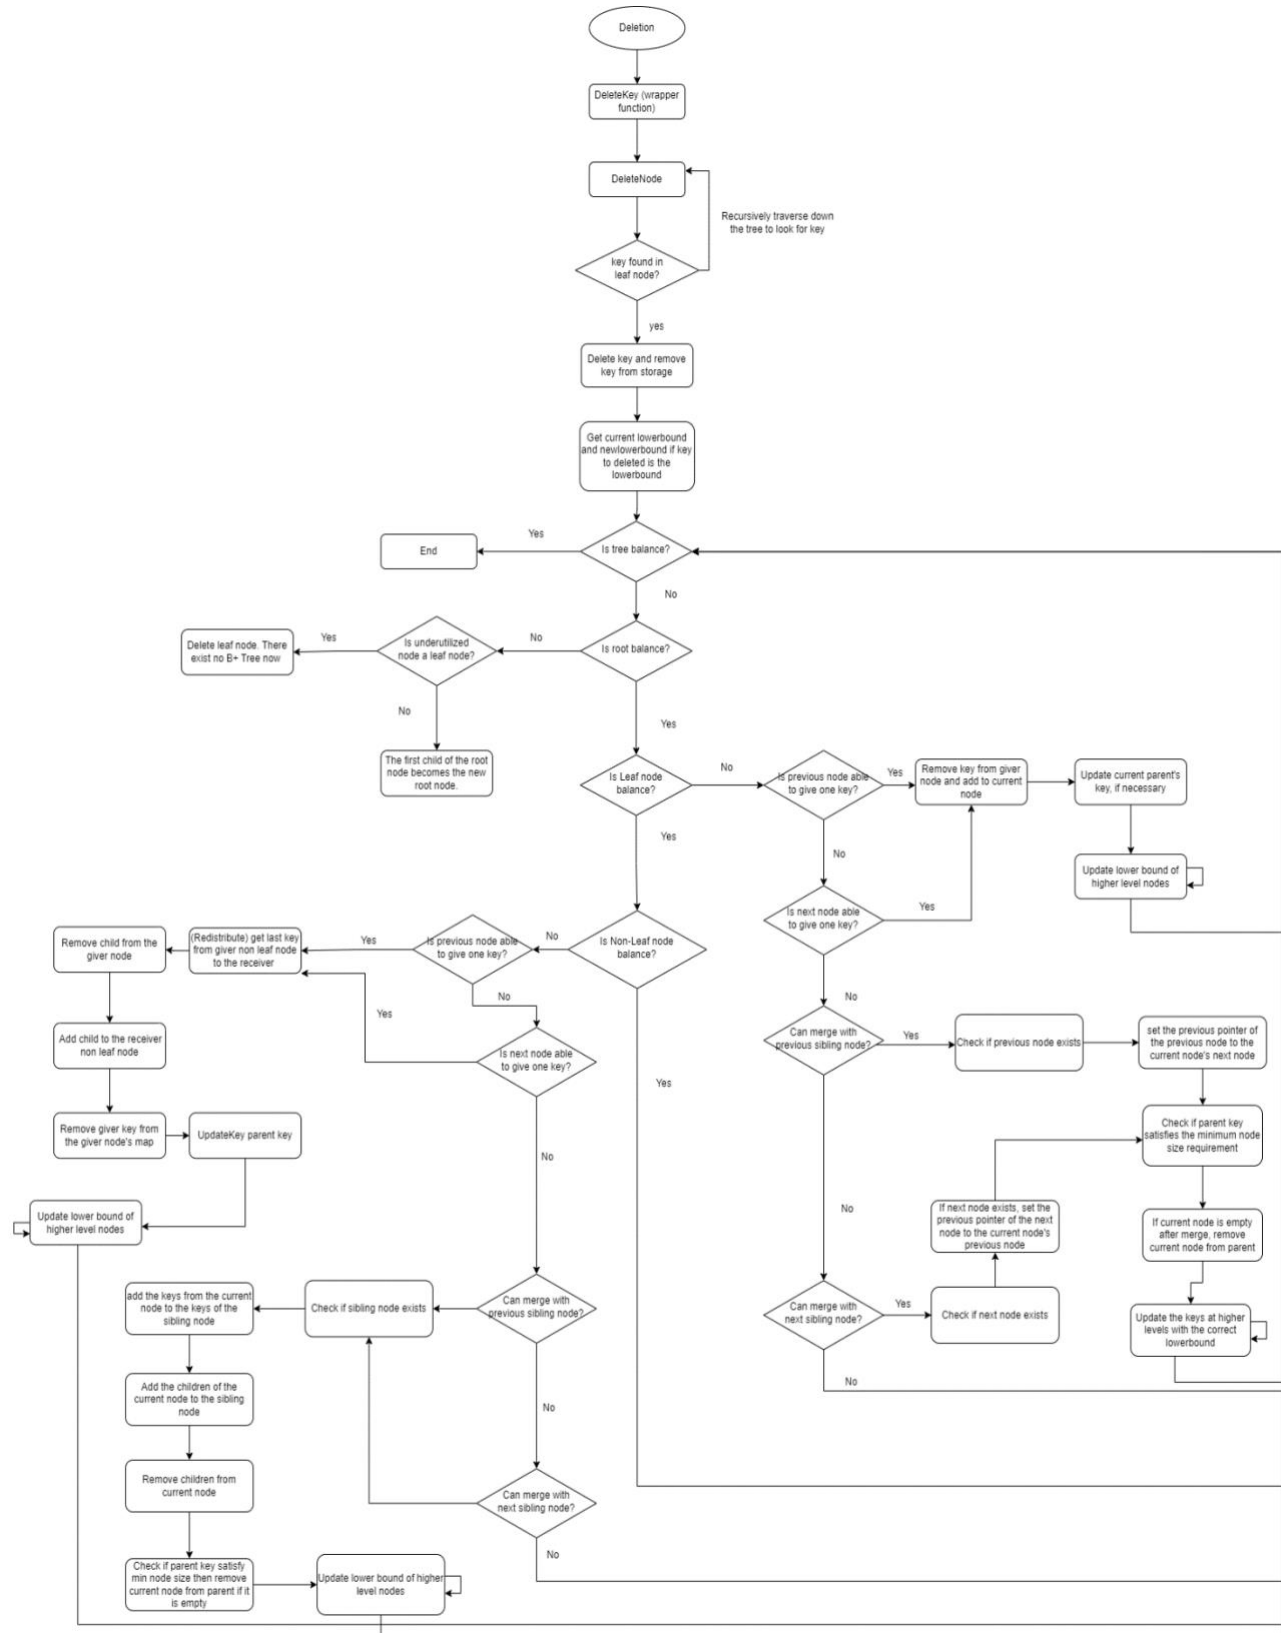 Deletion
DeleteKey (wrapper
function)
DeleteNode
Recursively traverse down
the tree to look for key
key found in
leaf node?
yes
Delete key and remove
key from storage
Get current lowerbound
and newlowerbound if key
to deleted is the
lowerbound
Yes
End
Is tree balance?
No
Delete leaf node. There
exist no B+ Tree now
Yes
Is underutilized
node a leaf node?
No
Is root balance?
No
Yes
The first child of the root
node becomes the new
root node.
Is Leaf node
balance?
No
Is previous node able
to give one key?
Yes
Remove key from giver
node and add to current
node
Update current parent's
key, if necessary
Yes
No
Update lower bound of
higher level nodes
Is next node able
to give one key?
Yes
Remove child from the
giver node
(Redistribute) get last key
from giver non leaf node
to the receiver
Yes
Is previous node able
to give one key?
No
Is Non-Leaf node
balance?
No
No
Yes
Add child to the receiver
non leaf node
Is next node able
to give one key?
Can merge with
previous sibling node?
Yes
Check if previous node exists
set the previous pointer of
the previous node to the
current node's next node
Yes
Remove giver key from
the giver node's map
UpdateKey parent key
No
Check if parent key
satisfies the minimum node
size requirement
Update lower bound of
higher level nodes
No
If next node exists, set the
previous pointer of the next
node to the current node's
previous node
If current node is empty
after merge, remove
current node from parent
add the keys from the current
node to the keys of the
sibling node
Check if sibling node exists
Can merge with
previous sibling node?
Can merge with
next sibling node?
Yes
Check if next node exists
Update the keys at higher
levels with the correct
lowerbound
No
Add the children of the
current node to the sibling
node
No
Remove children from
current node
Can merge with
next sibling node?
No
Check if parent key satisfy
min node size then remove
current node from parent if it
is empty
Update lower bound of higher
level nodes